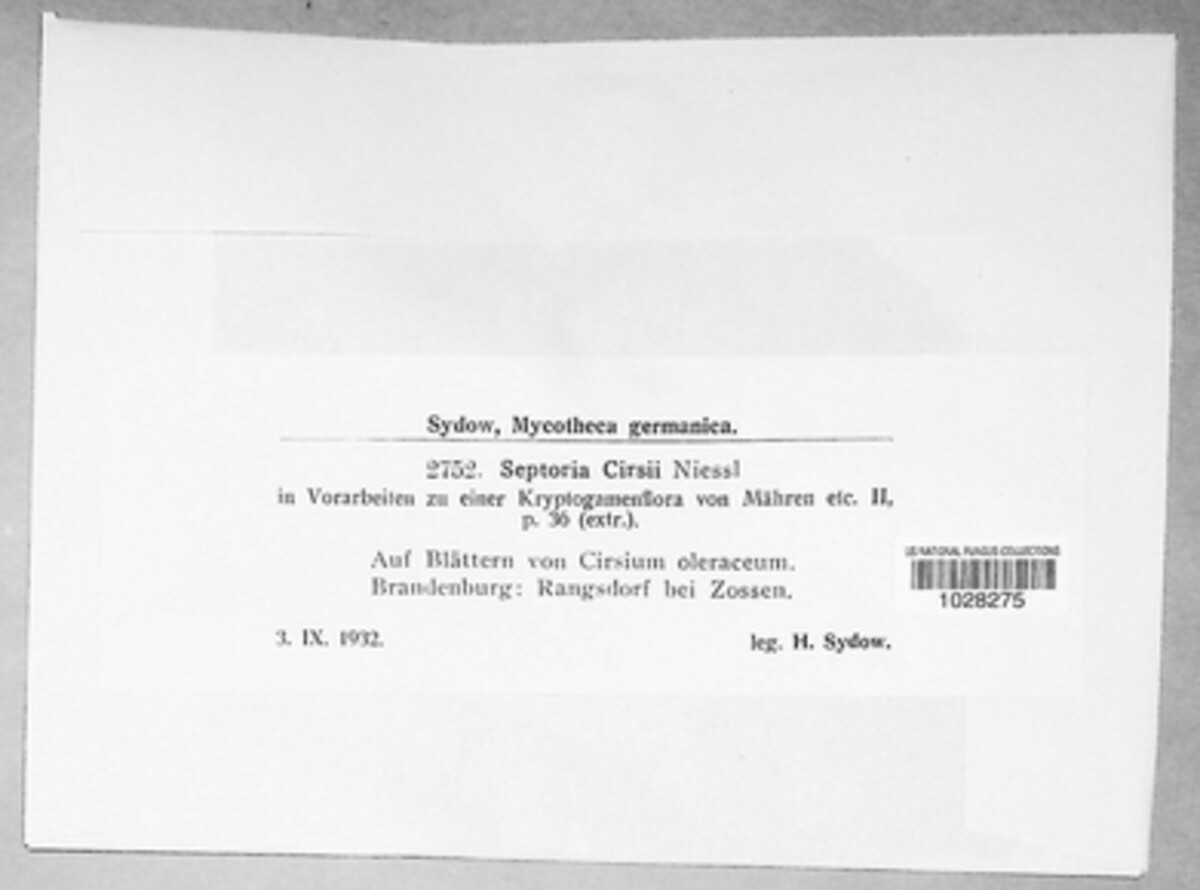 Sydow, Mycotheca germanica.
2752. Septoria Cirsii Niessl
in Vorarbeiten zu einer Kryptogamenflora von Mähren etc. II,
p. 36 (extr.).
Auf Blättern von Cirsium oleraceum.
Brandenburg: Rangsdorf bei Zossen.
3. IX. 1932.
leg. H. Sydow.
US NATIONAL FUNGUS COLLECTIONS
1028275